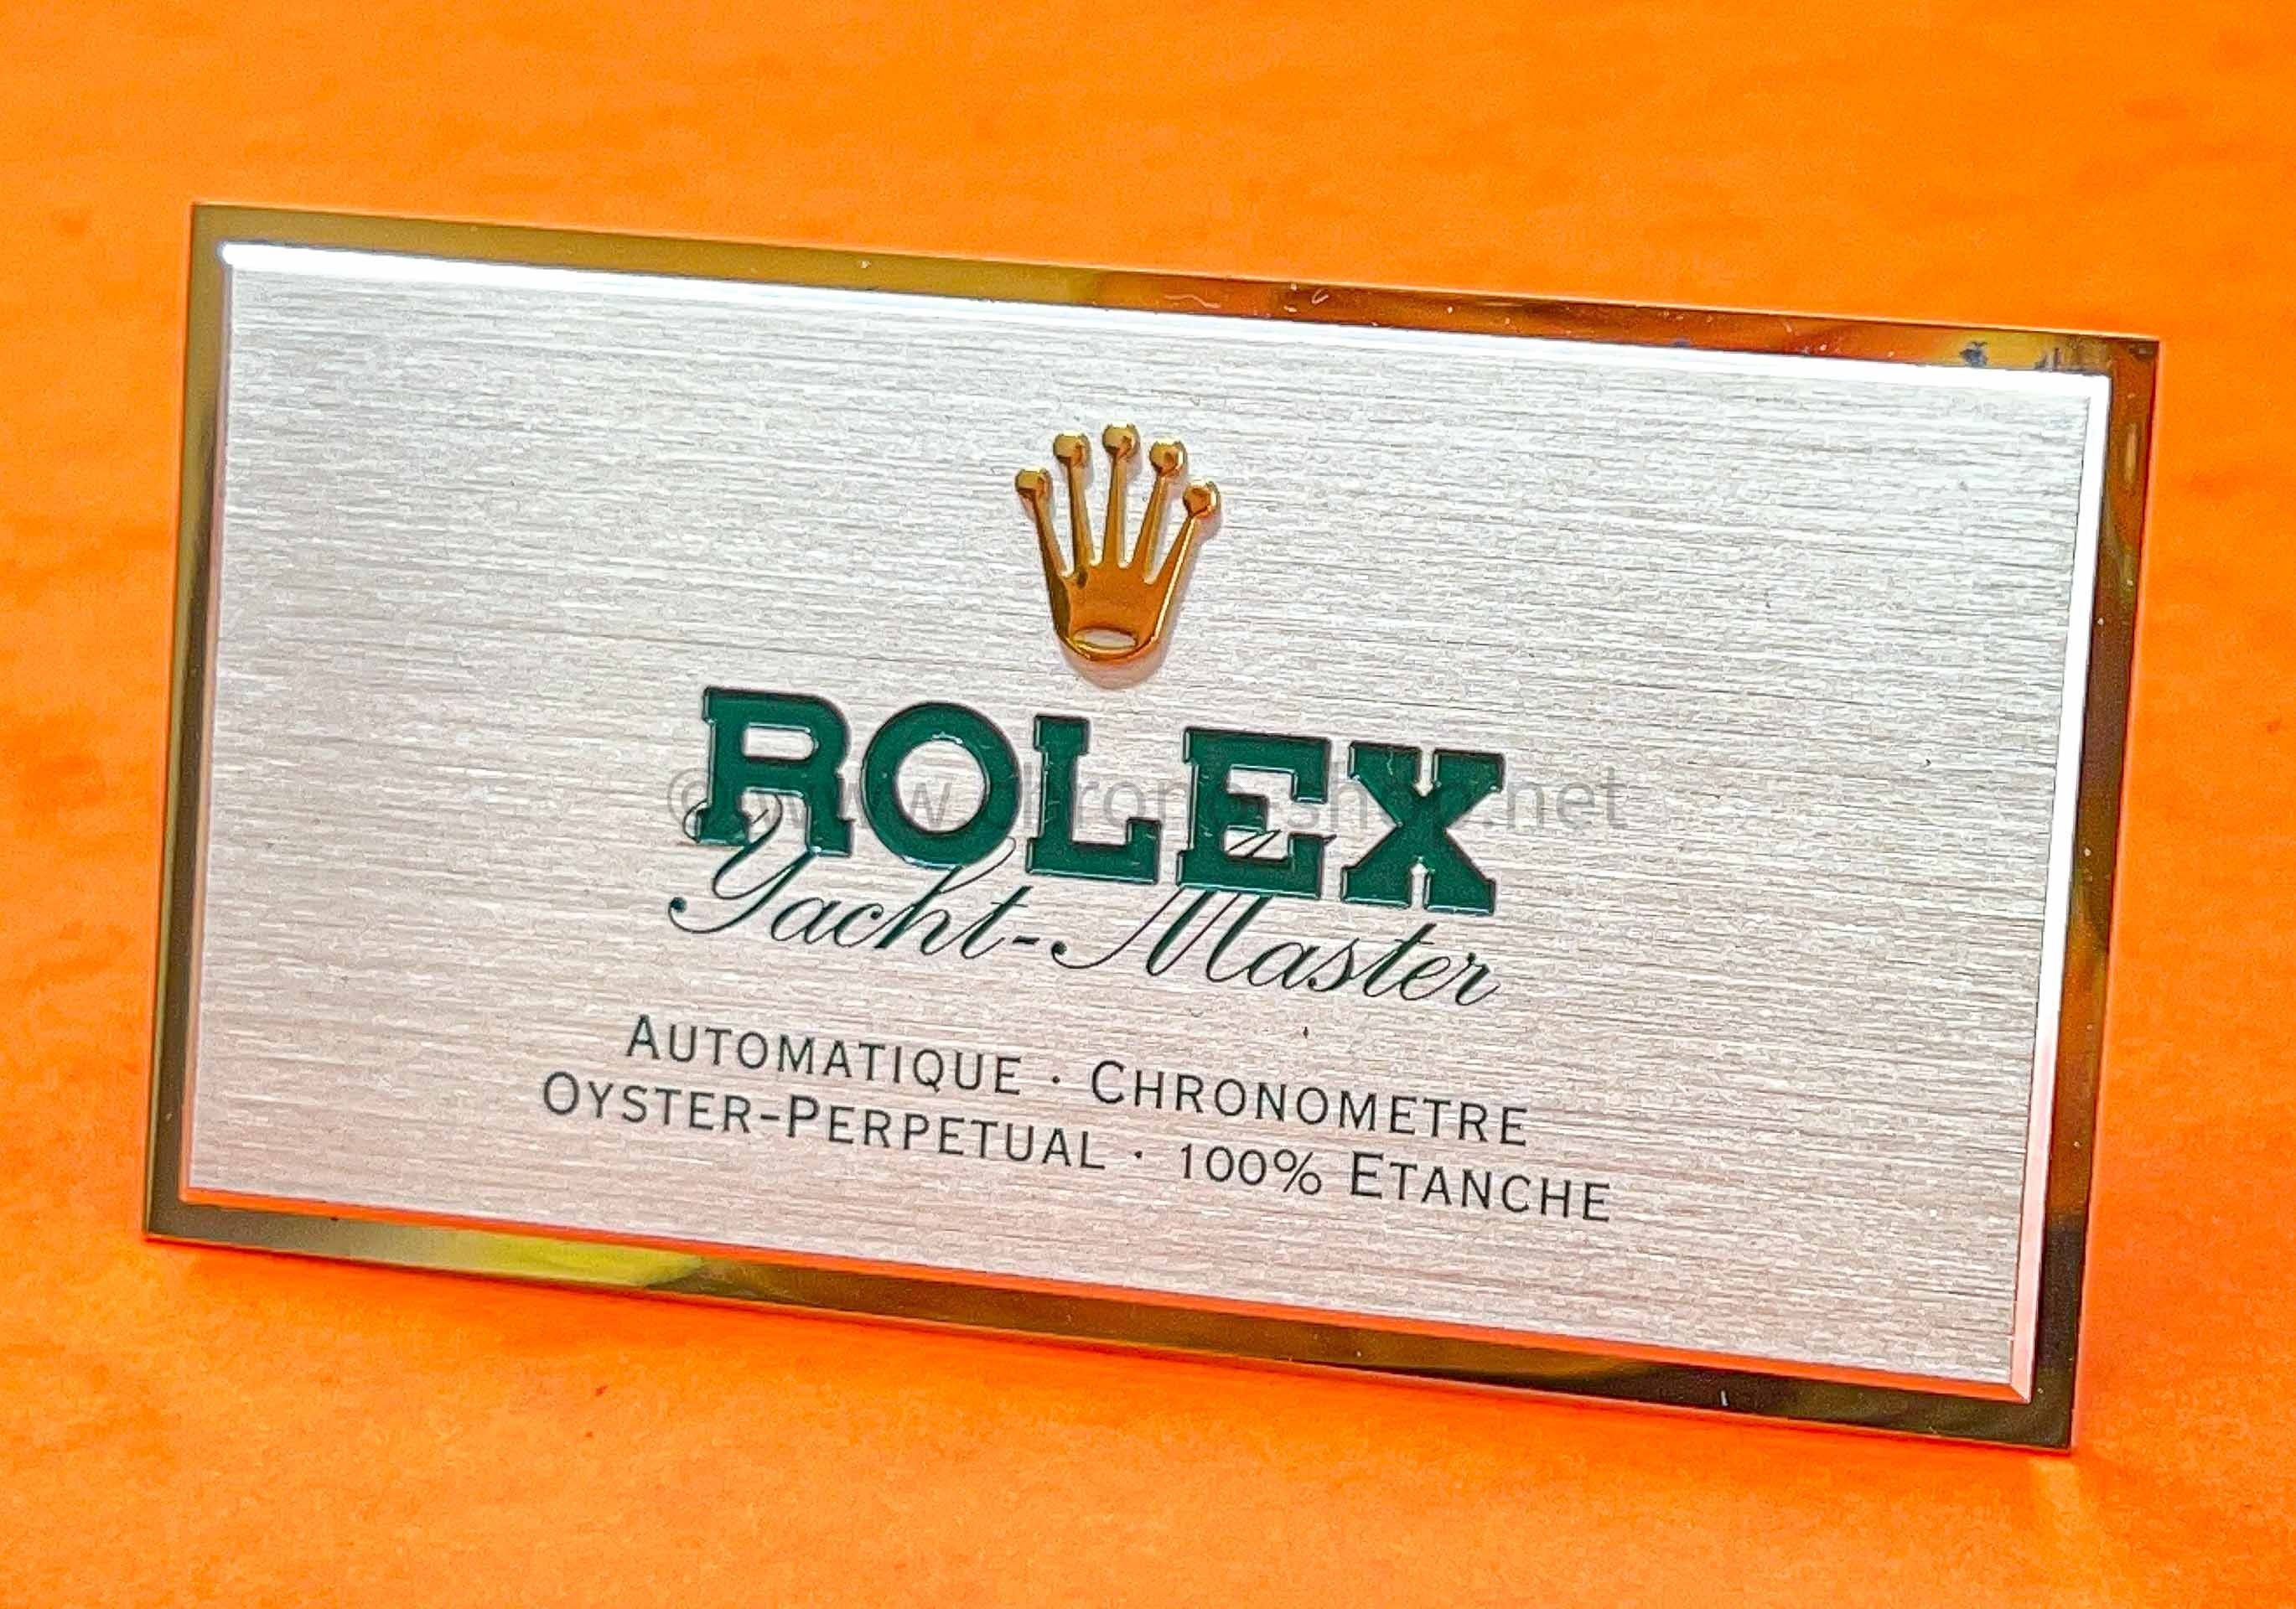 ROLEX
Yacht-Master
AUTOMATIQUE · CHRONOMETRE
OYSTER-PERPETUAL · 100% ETANCHE